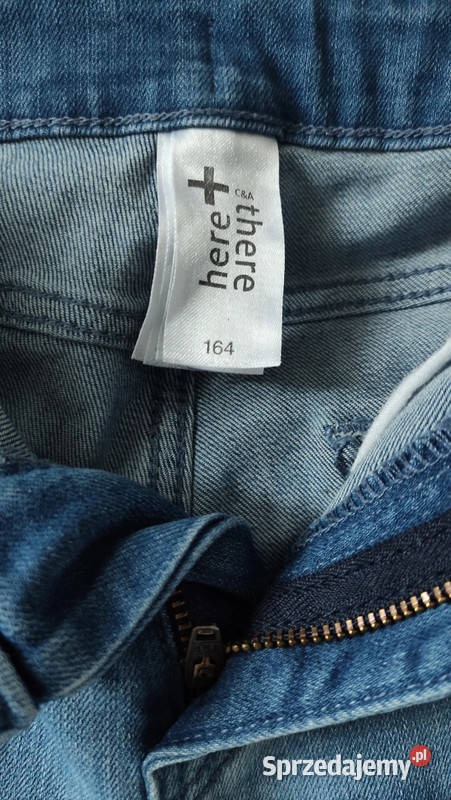 here + there
C&A
164
Sprzedajemy.pl